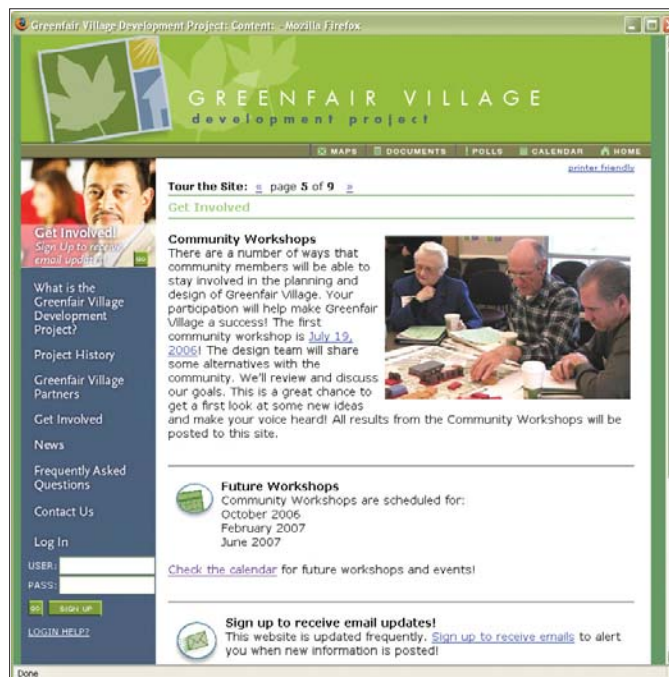 Greenfair Village Development Project: Content: - Mozilla Firefox
GREENFAIR VILLAGE
development project
MAPS DOCUMENTS ! POLLS CALENDAR HOME
printer friendly
Get Involved!
Sign Up to receive
email updates!
GO
Tour the Site: « page 5 of 9 »
Get Involved
Community Workshops
There are a number of ways that
community members will be able to
stay involved in the planning and
design of Greenfair Village. Your
participation will help make Greenfair
Village a success! The first
community workshop is July 19,
2006! The design team will share
some alternatives with the
community. We'll review and discuss
our goals. This is a great chance to
get a first look at some new ideas
and make your voice heard! All results from the Community Workshops will be
posted to this site.
Future Workshops
Community Workshops are scheduled for:
October 2006
February 2007
June 2007
Check the calendar for future workshops and events!
Sign up to receive email updates!
This website is updated frequently. Sign up to receive emails to alert
you when new information is posted!
What is the
Greenfair Village
Development
Project?
Project History
Greenfair Village
Partners
Get Involved
News
Frequently Asked
Questions
Contact Us
Log In
USER:
PASS:
GO SIGN UP
LOGIN HELP?
Done